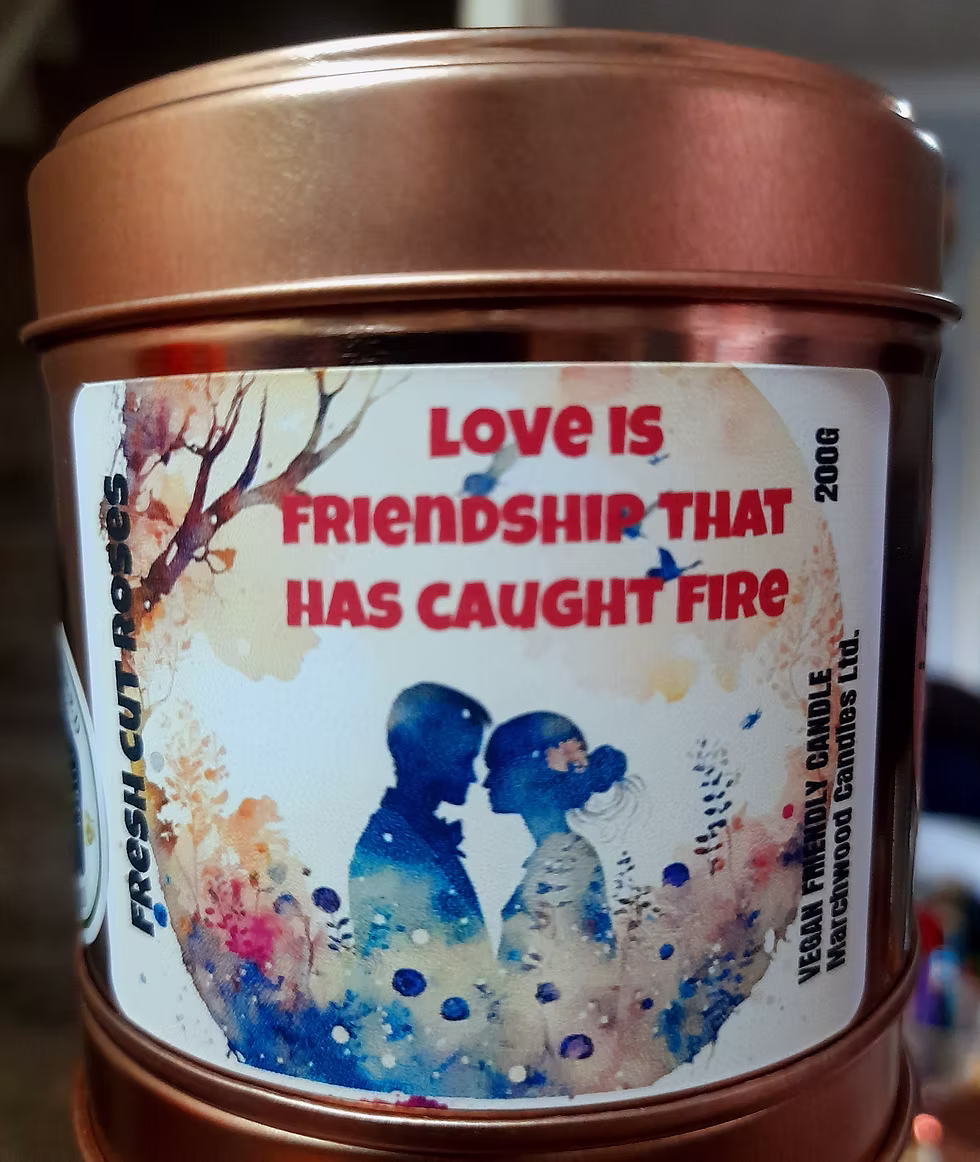 LOVE IS
FRIENDSHIP THAT
HAS CAUGHT FIRE
FRESH CUT ROSES
200G
VEGAN FRIENDLY CANDLE
Marchwood Candles Ltd.